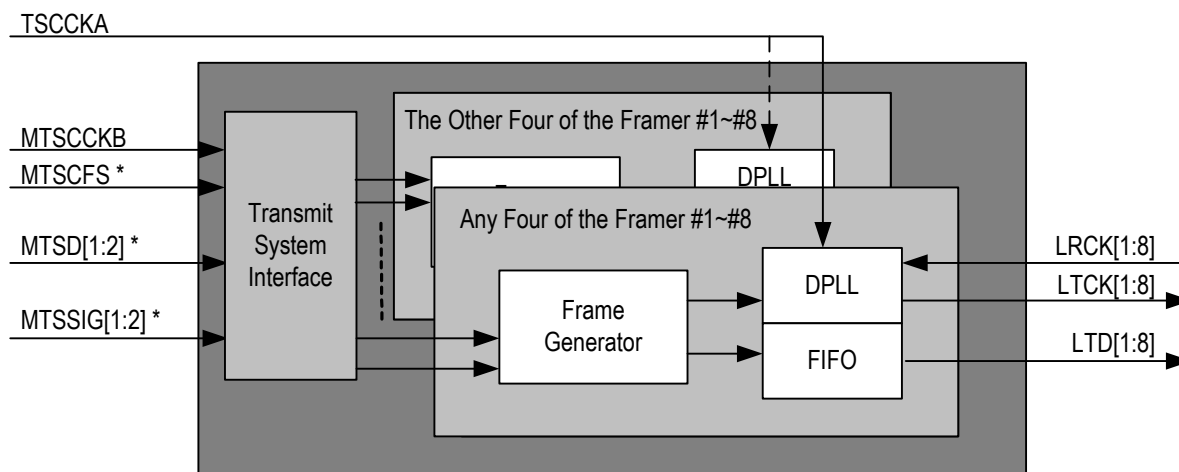 TSCCKA
The Other Four of the Framer #1~#8
MTSCCKB
MTSCFS *
DPLL
Any Four of the Framer #1~#8
Transmit
System
Interface
MTSD[1:2] *
LRCK[1:8]
DPLL
LTCK[1:8]
Frame
Generator
MTSSIG[1:2] *
FIFO
LTD[1:8]